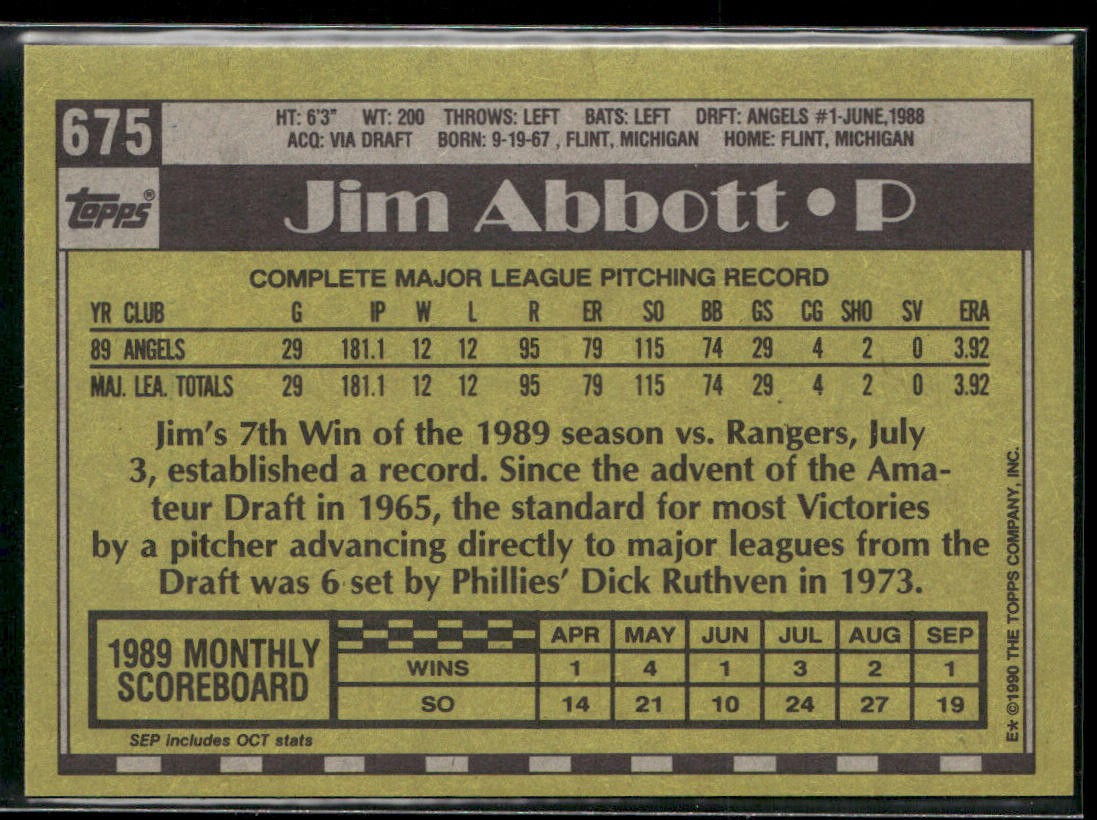 675
HT: 6'3" WT: 200 THROWS: LEFT BATS: LEFT DRFT: ANGELS #1-JUNE,1988
ACQ: VIA DRAFT BORN: 9-19-67 , FLINT, MICHIGAN HOME: FLINT, MICHIGAN
topps®
Jim Abbott • P
COMPLETE MAJOR LEAGUE PITCHING RECORD
YR CLUB G IP W L R ER SO BB GS CG SHO SV ERA
89 ANGELS 29 181.1 12 12 95 79 115 74 29 4 2 0 3.92
MAJ. LEA. TOTALS 29 181.1 12 12 95 79 115 74 29 4 2 0 3.92
Jim's 7th Win of the 1989 season vs. Rangers, July
3, established a record. Since the advent of the Ama-
teur Draft in 1965, the standard for most Victories
by a pitcher advancing directly to major leagues from the
Draft was 6 set by Phillies' Dick Ruthven in 1973.
1989 MONTHLY
SCOREBOARD
APR MAY JUN JUL AUG SEP
WINS 1 4 1 3 2 1
SO 14 21 10 24 27 19
SEP includes OCT stats
E* ©1990 THE TOPPS COMPANY, INC.